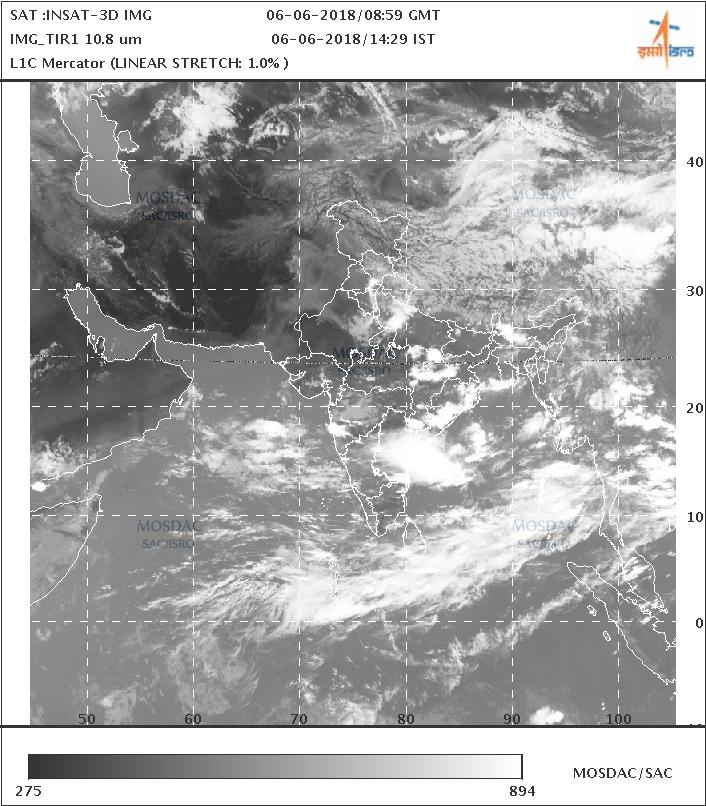 SAT :INSAT-3D IMG 06-06-2018/08:59 GMT
IMG_TIR1 10.8 um 06-06-2018/14:29 IST
L1C Mercator (LINEAR STRETCH: 1.0% )
इसरो isro
40
MOSDAC MOSDAC
SAC/ISRO SAC/ISRO
30
MOSDAC
SAC/ISRO
20
10
MOSDAC MOSDAC
SAC/ISRO SAC/ISRO
0
50 60 70 80 90 100
275 894
MOSDAC/SAC